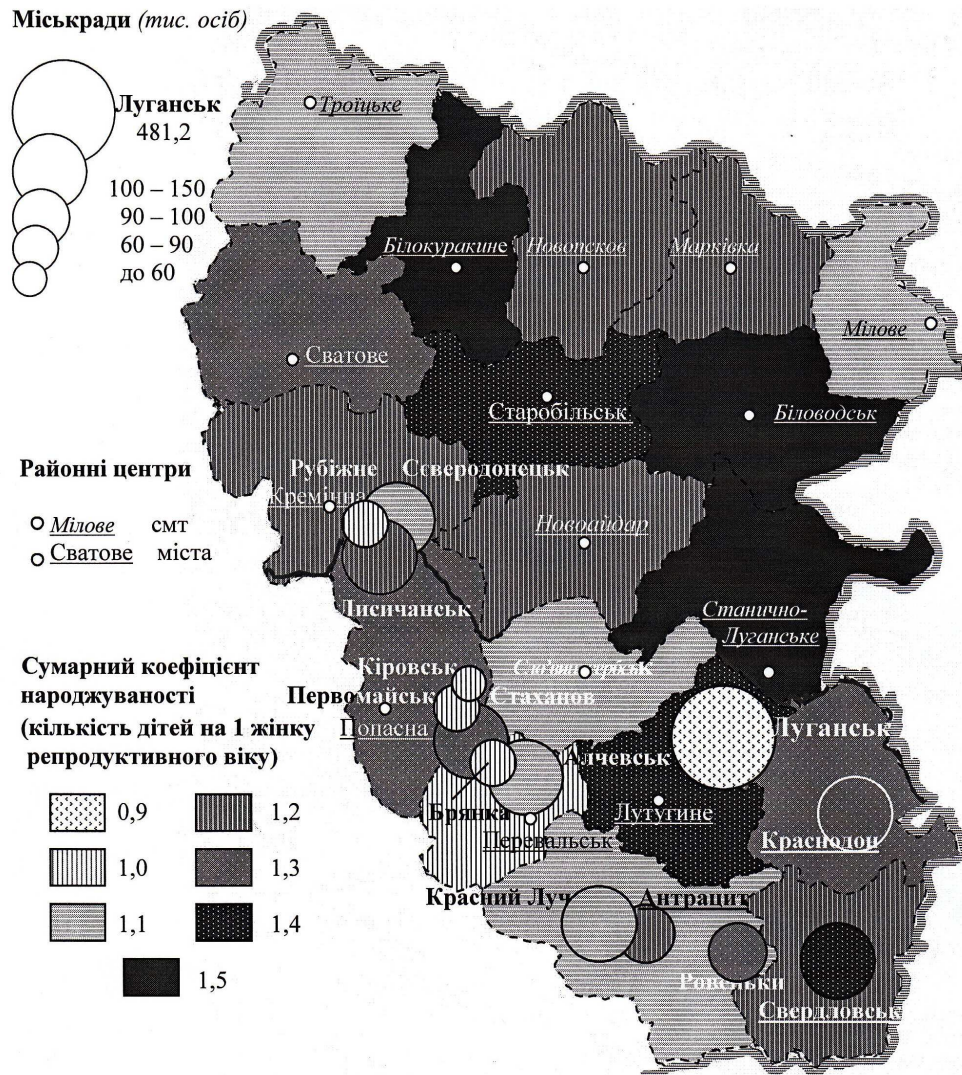 Міськради (тис. осіб)
Луганськ
481,2
100 – 150
90 – 100
60 – 90
до 60
Троїцьке
Білокуракине
Новопсков
Марківка
Мілове
Сватове
Старобільськ
Біловодськ
Районні центри
Мілове смт
Сватове міста
Рубіжне
Сєверодонецьк
Кремінна
Новоайдар
Лисичанськ
Станично-
Луганське
Сумарний коефіцієнт
народжуваності
(кількість дітей на 1 жінку
репродуктивного віку)
Кіровськ
Первомайськ
Стаханов
Попасна
Луганськ
Алчевськ
Брянка
Лутугине
Перевальськ
Краснодон
Красний Луч
Антрацит
Ровеньки
Свердловськ
0,9
1,2
1,0
1,3
1,1
1,4
1,5